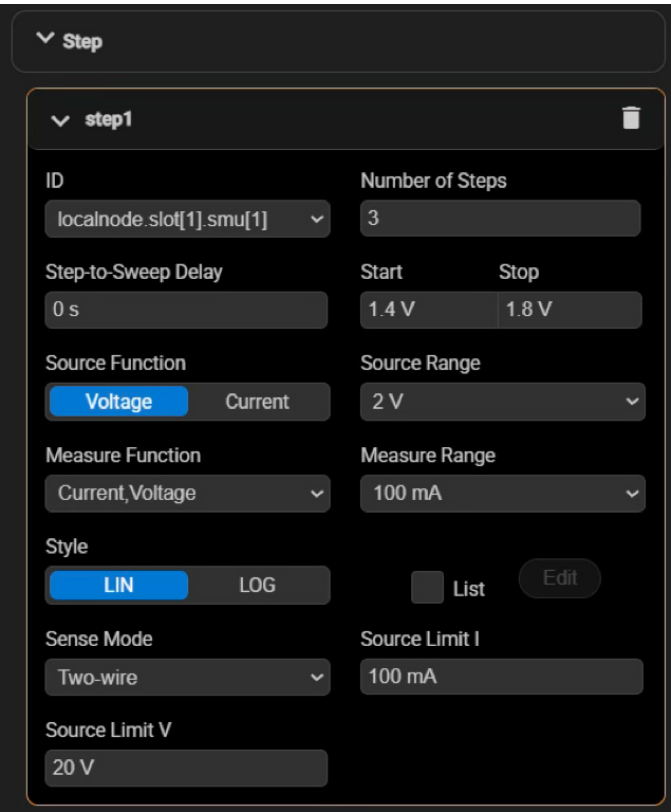 Step
step1
ID Number of Steps
localnode.slot[1].smu[1] 3
Step-to-Sweep Delay Start Stop
0 s 1.4 V 1.8 V
Source Function Source Range
Voltage Current 2 V
Measure Function Measure Range
Current,Voltage 100 mA
Style
LIN LOG List Edit
Sense Mode Source Limit I
Two-wire 100 mA
Source Limit V
20 V